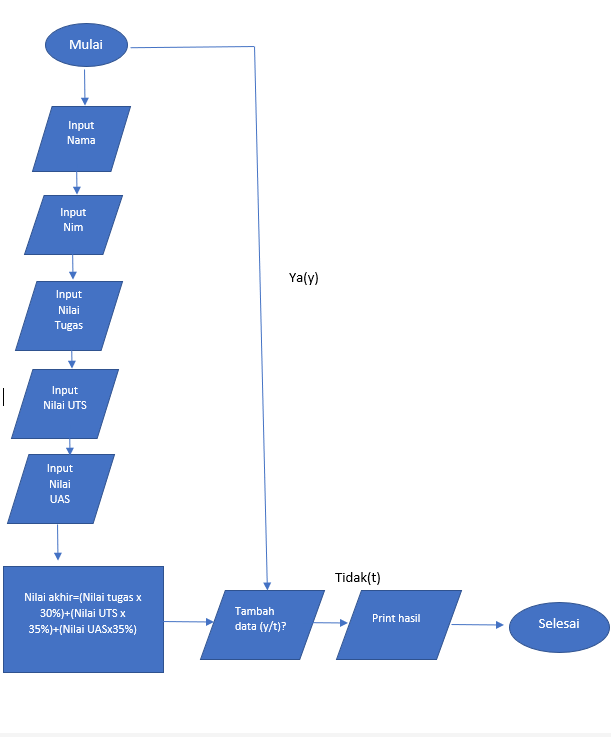 Mulai
Input
Nama
Input
Nim
Input
Nilai
Tugas
Input
Nilai UTS
Input
Nilai
UAS
Nilai akhir=(Nilai tugas x
30%)+(Nilai UTS x
35%)+(Nilai UASx35%)
Ya(y)
Tambah
data (y/t)?
Tidak(t)
Print hasil
Selesai